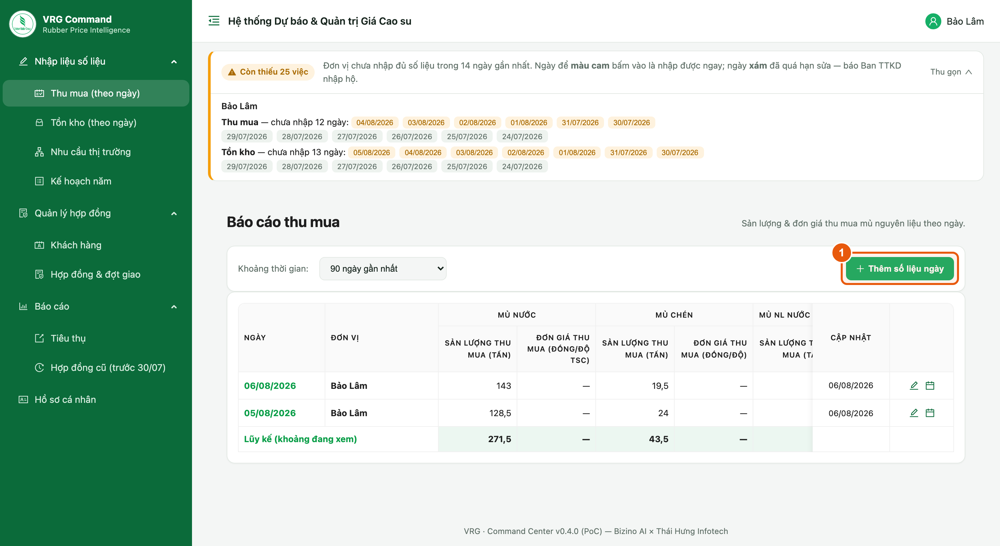 VRG Command
Rubber Price Intelligence
Nhập liệu số liệu
Thu mua (theo ngày)
Tồn kho (theo ngày)
Nhu cầu thị trường
Kế hoạch năm
Quản lý hợp đồng
Khách hàng
Hợp đồng & đợt giao
Báo cáo
Tiêu thụ
Hợp đồng cũ (trước 30/07)
Hồ sơ cá nhân
Hệ thống Dự báo & Quản trị Giá Cao su
Bảo Lâm
Còn thiếu 25 việc
Đơn vị chưa nhập đủ số liệu trong 14 ngày gần nhất. Ngày để màu cam bấm vào là nhập được ngay; ngày xám đã quá hạn sửa — báo Ban TTKD
nhập hộ.
Thu gọn
Bảo Lâm
Thu mua — chưa nhập 12 ngày: 04/08/2026 03/08/2026 02/08/2026 01/08/2026 31/07/2026 30/07/2026
29/07/2026 28/07/2026 27/07/2026 26/07/2026 25/07/2026 24/07/2026
Tồn kho — chưa nhập 13 ngày: 05/08/2026 04/08/2026 03/08/2026 02/08/2026 01/08/2026 31/07/2026 30/07/2026
29/07/2026 28/07/2026 27/07/2026 26/07/2026 25/07/2026 24/07/2026
Báo cáo thu mua
Sản lượng & đơn giá thu mua mủ nguyên liệu theo ngày.
Khoảng thời gian: 90 ngày gần nhất
1
+ Thêm số liệu ngày
MỦ NƯỚC MỦ CHÉN MỦ NL NƯỚC
NGÀY ĐƠN VỊ CẬP NHẬT
SẢN LƯỢNG THU
MUA (TẤN)
ĐƠN GIÁ THU
MUA (ĐỒNG/ĐỘ
TSC)
SẢN LƯỢNG THU
MUA (TẤN)
ĐƠN GIÁ THU
MUA (ĐỒNG/ĐỘ)
SẢN LƯỢNG T
MUA (TẤ
06/08/2026 Bảo Lâm 143 — 19,5 — 06/08/2026
05/08/2026 Bảo Lâm 128,5 — 24 — 06/08/2026
Lũy kế (khoảng đang xem) 271,5 — 43,5 —
VRG · Command Center v0.4.0 (PoC) — Bizino AI × Thái Hưng Infotech